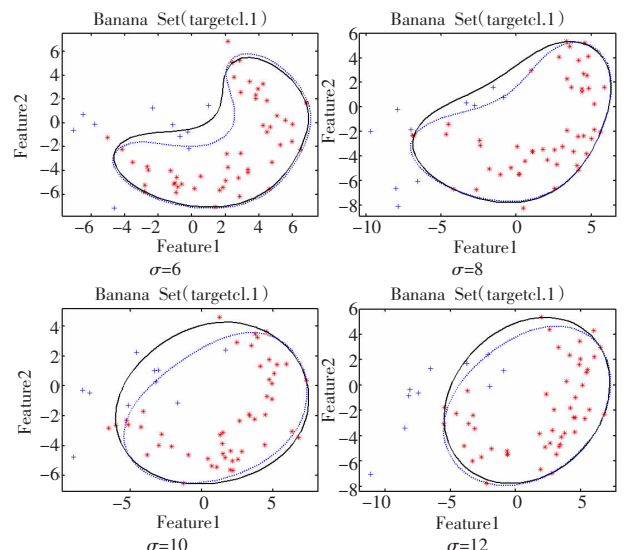 Banana Set(targetcl.1)
Banana Set(targetcl.1)
6
4
2
0
-2
-4
-6
Feature2
-6 -4 -2 0 2 4 6
Feature1
σ=6
6
4
2
0
-2
-4
-6
-8
Feature2
-10 -5 0 5
Feature1
σ=8
Banana Set(targetcl.1)
Banana Set(targetcl.1)
4
2
0
-2
-4
-6
Feature2
-5 0 5
Feature1
σ=10
6
4
2
0
-2
-4
-6
-8
Feature2
-10 -5 0 5
Feature1
σ=12